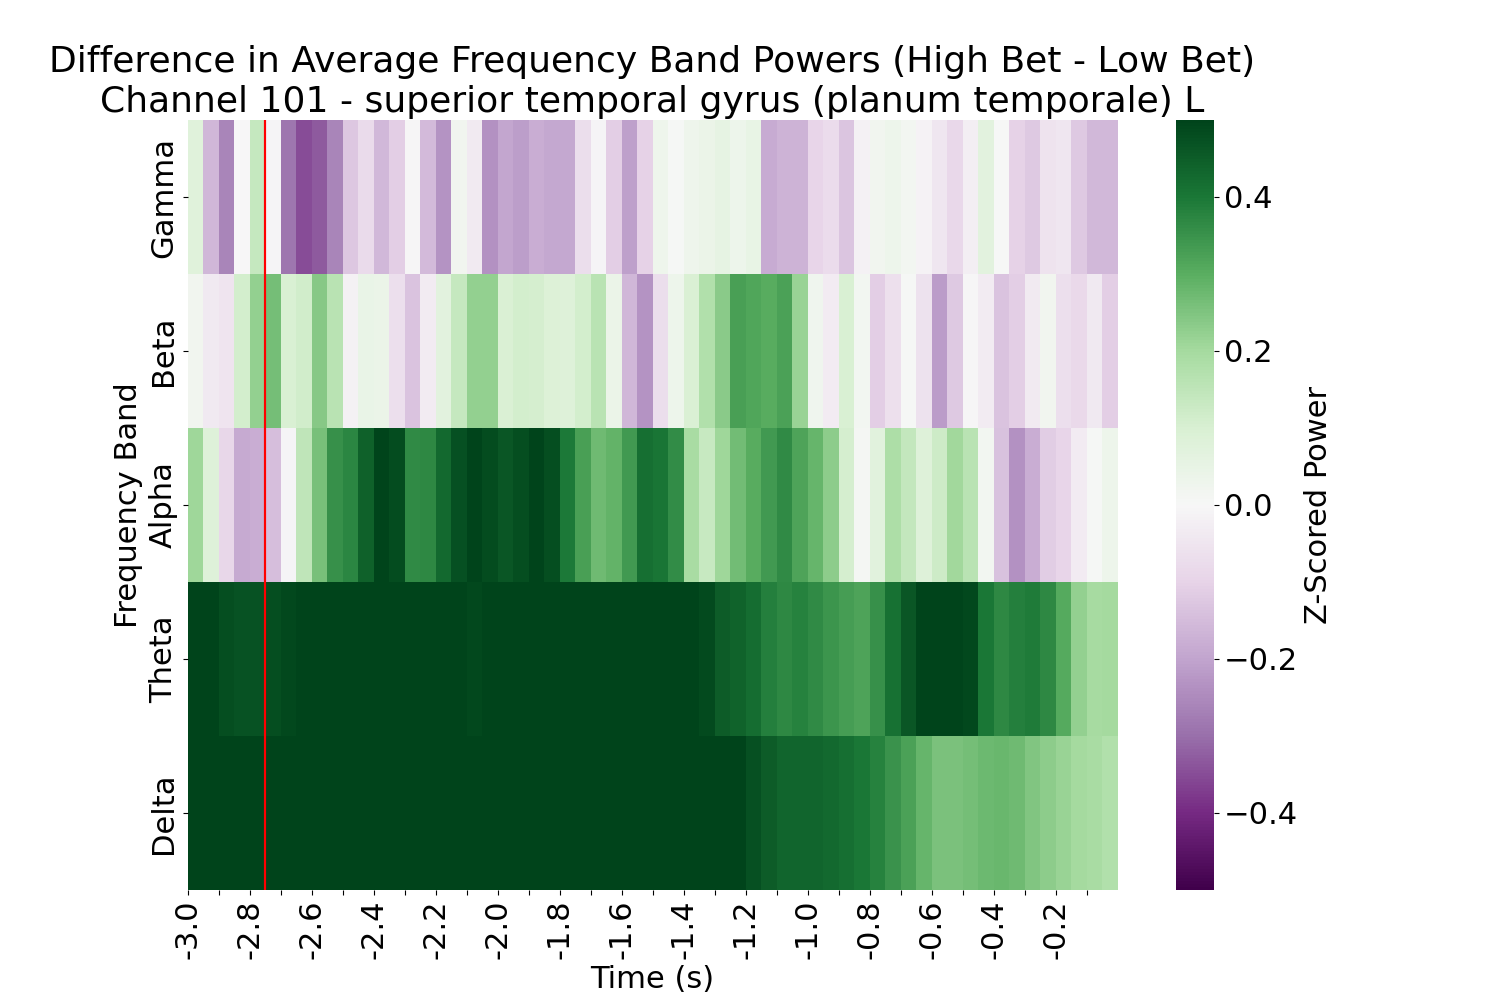 Difference in Average Frequency Band Powers (High Bet - Low Bet)
Channel 101 - superior temporal gyrus (planum temporale) L
Frequency Band
Gamma
Beta
Alpha
Theta
Delta
-3.0
-2.8
-2.6
-2.4
-2.2
-2.0
-1.8
-1.6
-1.4
-1.2
-1.0
-0.8
-0.6
-0.4
-0.2
Time (s)
0.4
0.2
0.0
−0.2
−0.4
Z-Scored Power